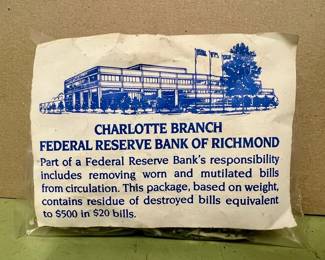 CHARLOTTE BRANCH
FEDERAL RESERVE BANK OF RICHMOND
Part of a Federal Reserve Bank's responsibility
includes removing worn and mutilated bills
from circulation. This package, based on weight,
contains residue of destroyed bills equivalent
to $500 in $20 bills.